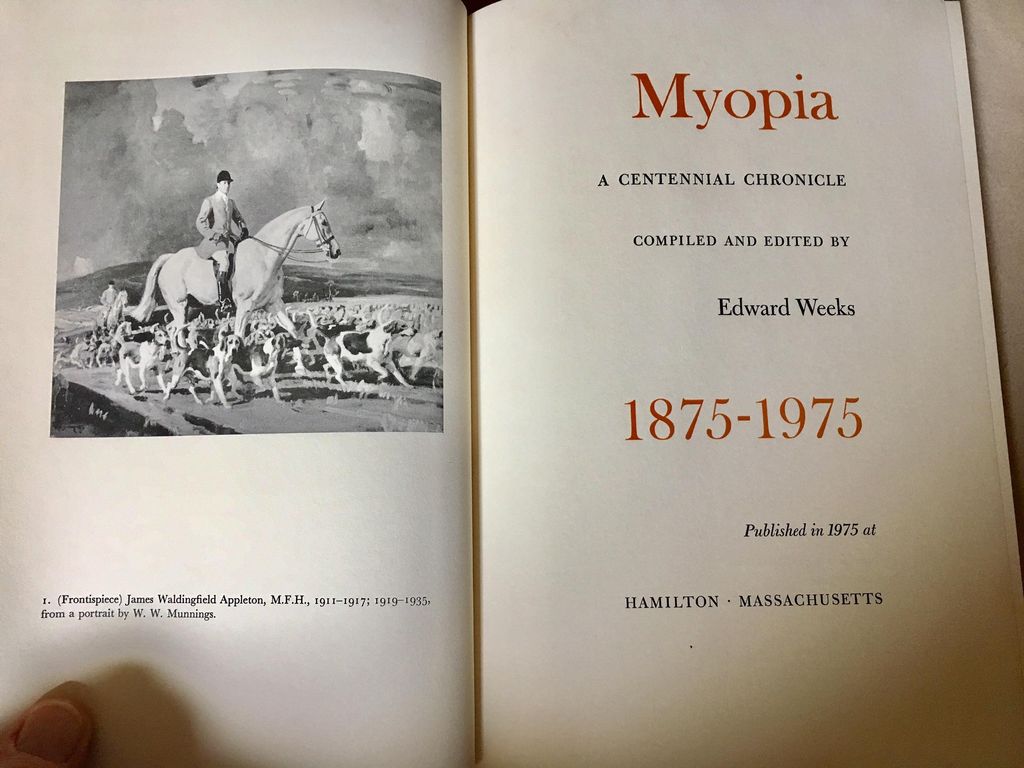 1. (Frontispiece) James Waldingfield Appleton, M.F.H., 1911–1917; 1919–1935,
from a portrait by W. W. Munnings.
Myopia
A CENTENNIAL CHRONICLE
COMPILED AND EDITED BY
Edward Weeks
1875-1975
Published in 1975 at
HAMILTON · MASSACHUSETTS